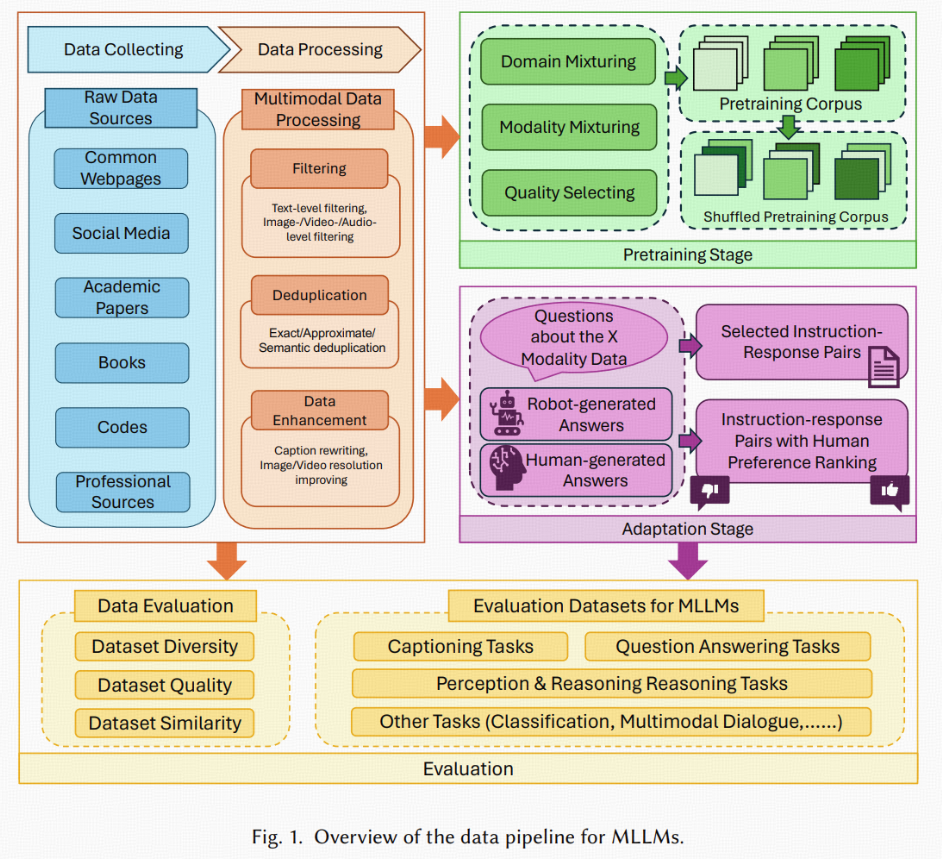 Data Collecting
Data Processing
Raw Data
Sources
Common
Webpages
Social Media
Academic
Papers
Books
Codes
Professional
Sources
Multimodal Data
Processing
Filtering
Text-level filtering,
Image-/Video-/Audio-
level filtering
Deduplication
Exact/Approximate/
Semantic deduplication
Data
Enhancement
Caption rewriting,
Image/Video resolution
improving
Domain Mixturing
Modality Mixturing
Quality Selecting
Pretraining Corpus
Shuffled Pretraining Corpus
Pretraining Stage
Questions
about the X
Modality Data
Robot-generated
Answers
Human-generated
Answers
Selected Instruction-
Response Pairs
Instruction-response
Pairs with Human
Preference Ranking
Adaptation Stage
Data Evaluation
Dataset Diversity
Dataset Quality
Dataset Similarity
Evaluation Datasets for MLLMs
Captioning Tasks
Question Answering Tasks
Perception & Reasoning Reasoning Tasks
Other Tasks (Classification, Multimodal Dialogue,......)
Evaluation
Fig. 1. Overview of the data pipeline for MLLMs.